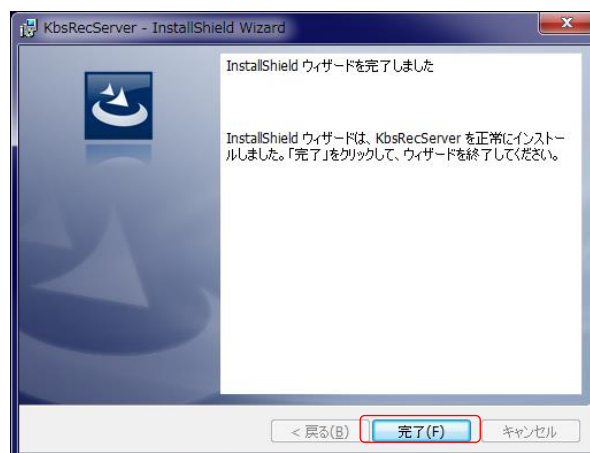 KbsRecServer - InstallShield Wizard
InstallShield ウィザードを完了しました
InstallShield ウィザードは、KbsRecServer を正常にインストー
ルしました。「完了」をクリックして、ウィザードを終了してください。
< 戻る(B)
完了(F)
キャンセル